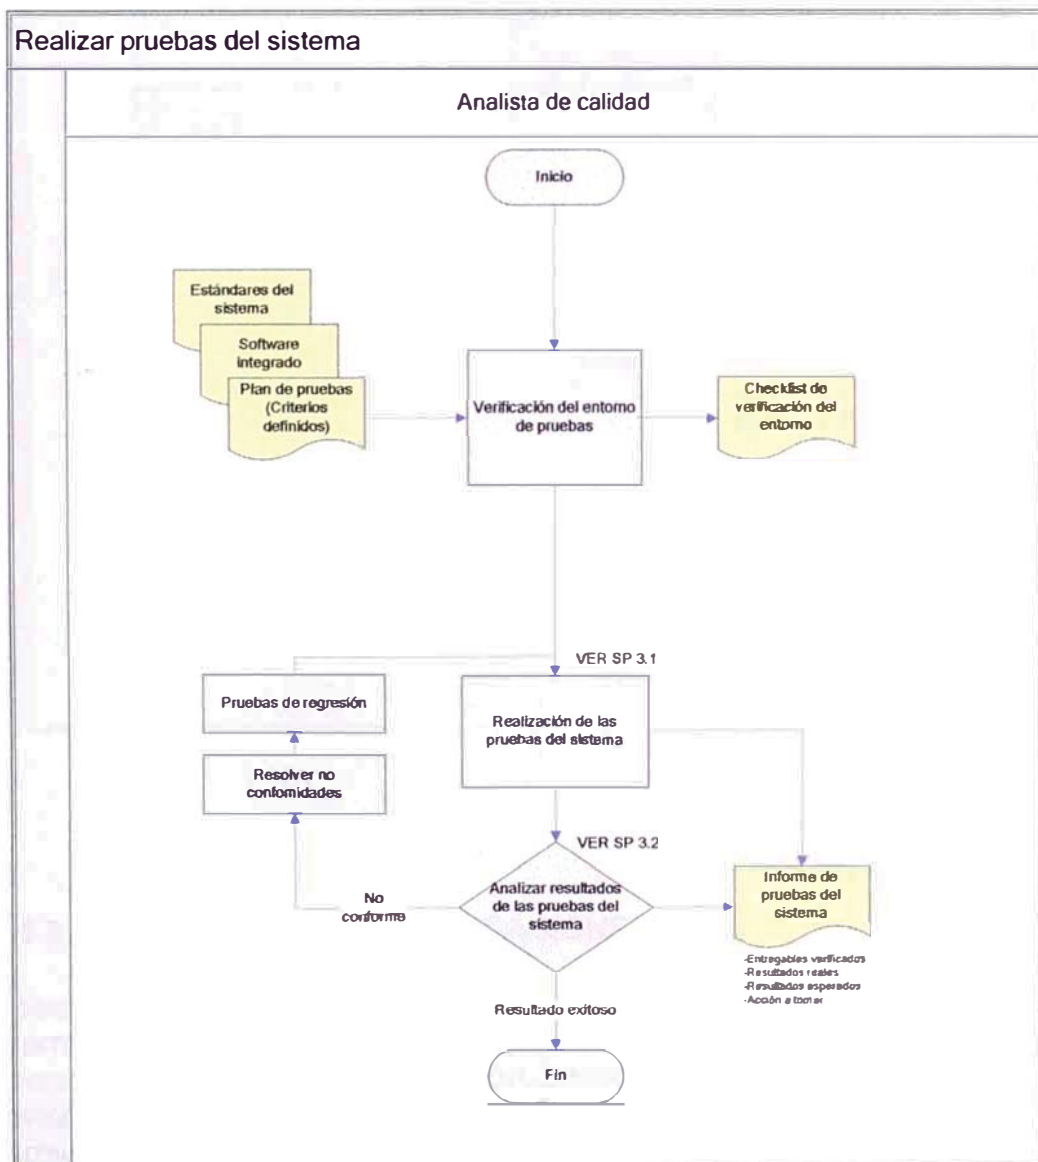 Realizar pruebas del sistema
Analista de calidad
Inicio
Estándares del
sistema
Software
integrado
Plan de pruebas
(Criterios
definidos)
Verificación del entorno
de pruebas
Checklist de
verificación del
entorno
VER SP 3.1
Pruebas de regresión
Realización de las
pruebas del sistema
Resolver no
conformidades
VER SP 3.2
Analizar resultados
de las pruebas del
sistema
No
conforme
Informe de
pruebas del
sistema
-Entregables verificados
-Resultados reales
-Resultados esperados
-Acción a tomar
Resultado exitoso
Fin